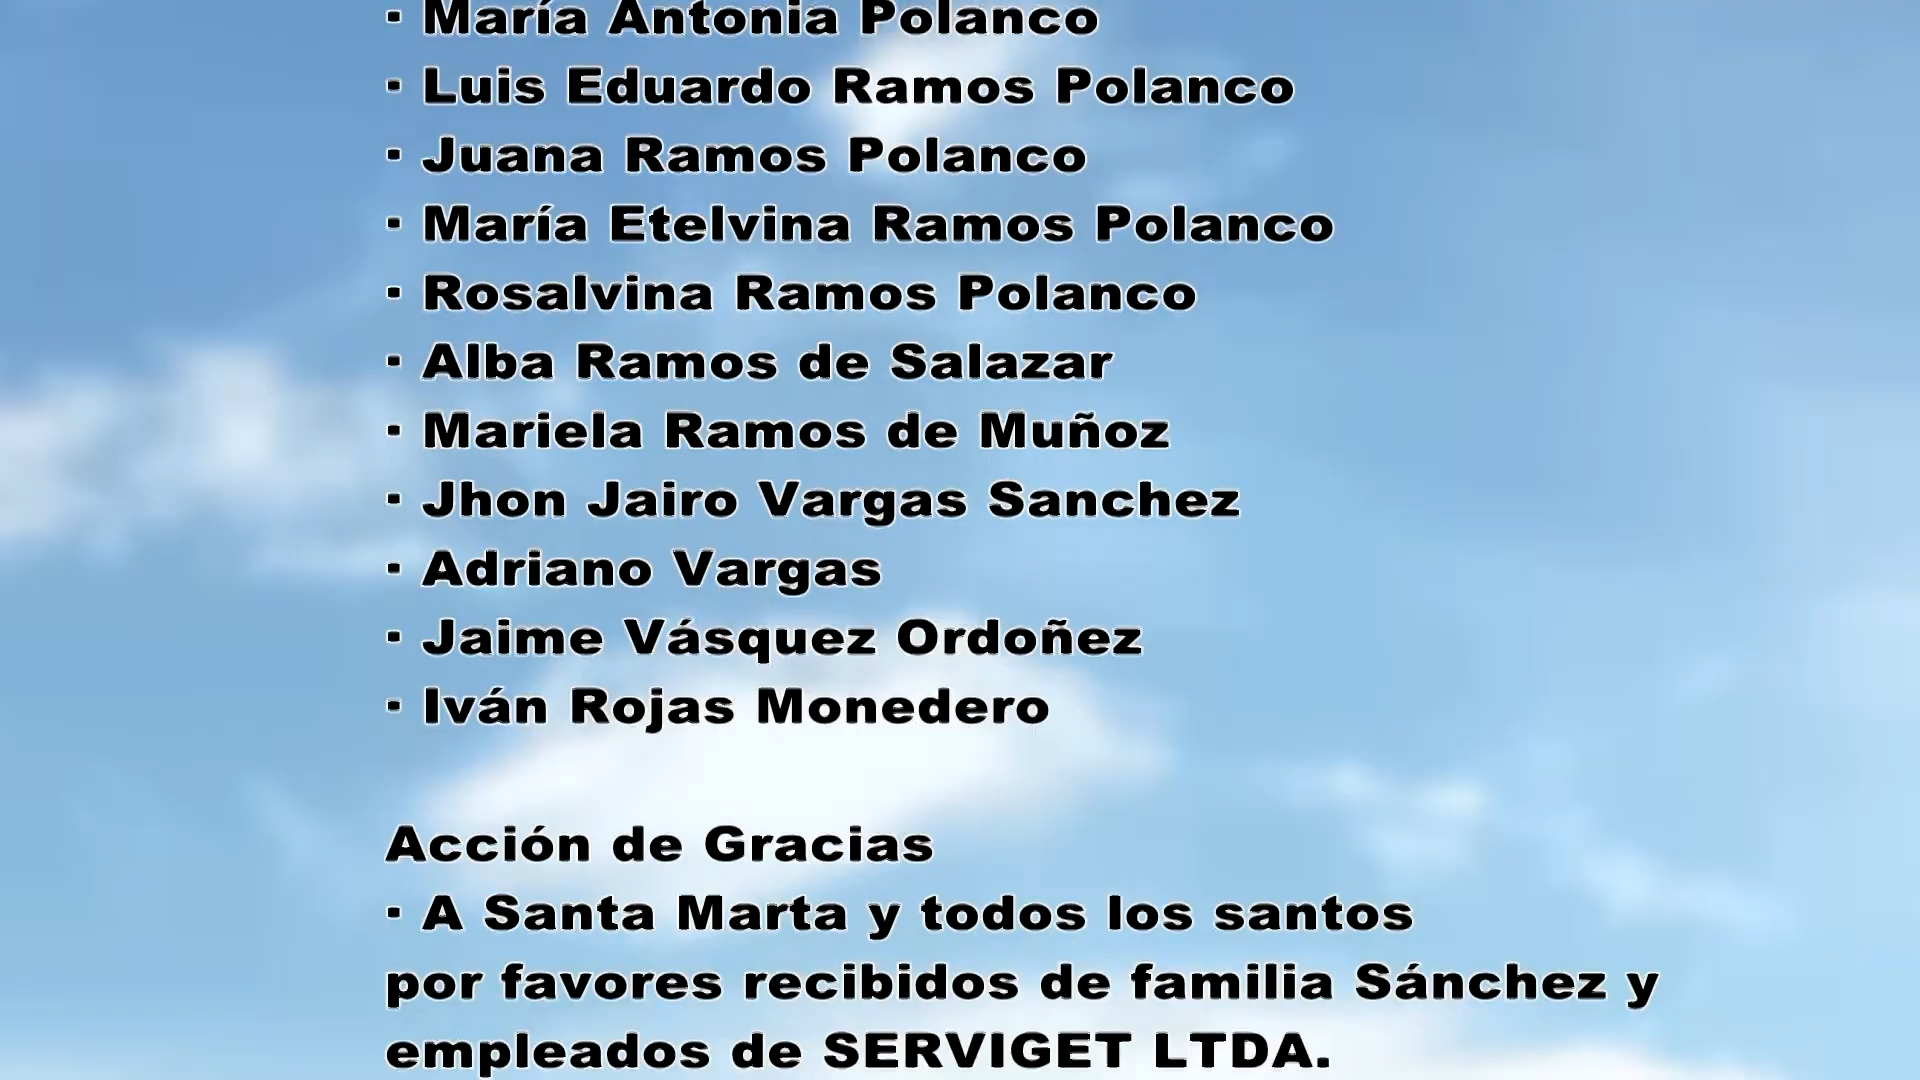 · María Antonia Polanco
· Luis Eduardo Ramos Polanco
· Juana Ramos Polanco
· María Etelvina Ramos Polanco
· Rosalvina Ramos Polanco
· Alba Ramos de Salazar
· Mariela Ramos de Muñoz
· Jhon Jairo Vargas Sanchez
· Adriano Vargas
· Jaime Vásquez Ordoñez
· Iván Rojas Monedero
Acción de Gracias
· A Santa Marta y todos los santos
por favores recibidos de familia Sánchez y
empleados de SERVIGET LTDA.